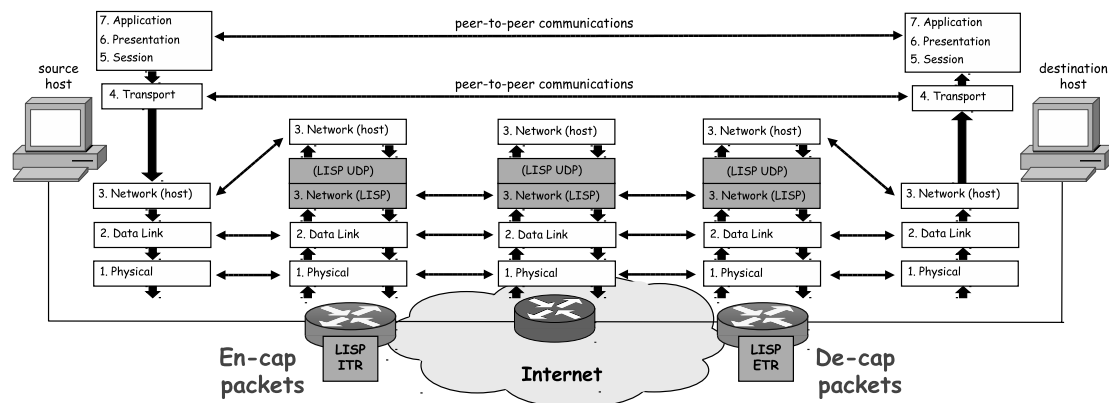 7. Application
6. Presentation
5. Session
peer-to-peer communications
7. Application
6. Presentation
5. Session
source
host
destination
host
4. Transport
peer-to-peer communications
4. Transport
3. Network (host)
3. Network (host)
3. Network (host)
(LISP UDP)
(LISP UDP)
(LISP UDP)
3. Network (host)
3. Network (LISP)
3. Network (LISP)
3. Network (LISP)
3. Network (host)
2. Data Link
2. Data Link
2. Data Link
2. Data Link
2. Data Link
1. Physical
1. Physical
1. Physical
1. Physical
1. Physical
En-cap
packets
LISP
ITR
Internet
LISP
ETR
De-cap
packets